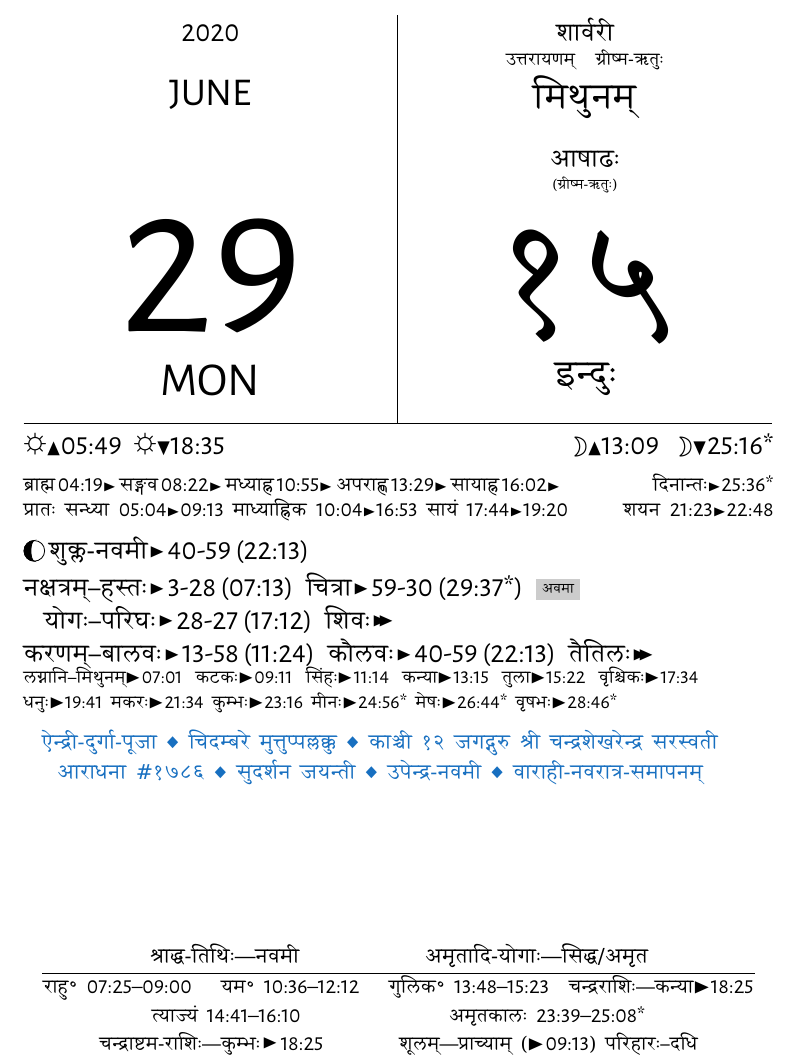 2020
JUNE
29
MON
शार्वरी
उत्तरायणम् ग्रीष्म-ऋतुः
मिथुनम्
आषाढः
(ग्रीष्म-ऋतुः)
१५
इन्दुः
☼▲05:49 ☼▼18:35 ☽▲13:09 ☽▼25:16*
ब्राह्म 04:19► सङ्गव 08:22► मध्याह्न 10:55► अपराह्ण 13:29► सायाह्न 16:02► दिनान्तः►25:36*
प्रातः सन्ध्या 05:04►09:13 माध्याह्निक 10:04►16:53 सायं 17:44►19:20 शयन 21:23►22:48
शुक्ल-नवमी► 40-59 (22:13)
नक्षत्रम्–हस्तः► 3-28 (07:13) चित्रा► 59-30 (29:37*) अवमा
योगः–परिघः► 28-27 (17:12) शिवः►►
करणम्–बालवः►13-58 (11:24) कौलवः► 40-59 (22:13) तैतिलः►►
लग्नानि–मिथुनम्►07:01 कटकः►09:11 सिंहः►11:14 कन्या►13:15 तुला►15:22 वृश्चिकः►17:34
धनुः►19:41 मकरः►21:34 कुम्भः►23:16 मीनः►24:56* मेषः►26:44* वृषभः►28:46*
ऐन्द्री-दुर्गा-पूजा ◆ चिदम्बरे मुत्तुप्पल्लक्कु ◆ काञ्ची १२ जगद्गुरु श्री चन्द्रशेखरेन्द्र सरस्वती
आराधना #१७८६ ◆ सुदर्शन जयन्ती ◆ उपेन्द्र-नवमी ◆ वाराही-नवरात्र-समापनम्
श्राद्ध-तिथिः—नवमी अमृतादि-योगाः—सिद्ध/अमृत
राहु॰ 07:25–09:00 यम॰ 10:36–12:12 गुलिक॰ 13:48–15:23 चन्द्रराशिः—कन्या►18:25
त्याज्यं 14:41–16:10 अमृतकालः 23:39–25:08*
चन्द्राष्टम-राशिः—कुम्भः►18:25 शूलम्—प्राच्याम् (►09:13) परिहारः–दधि